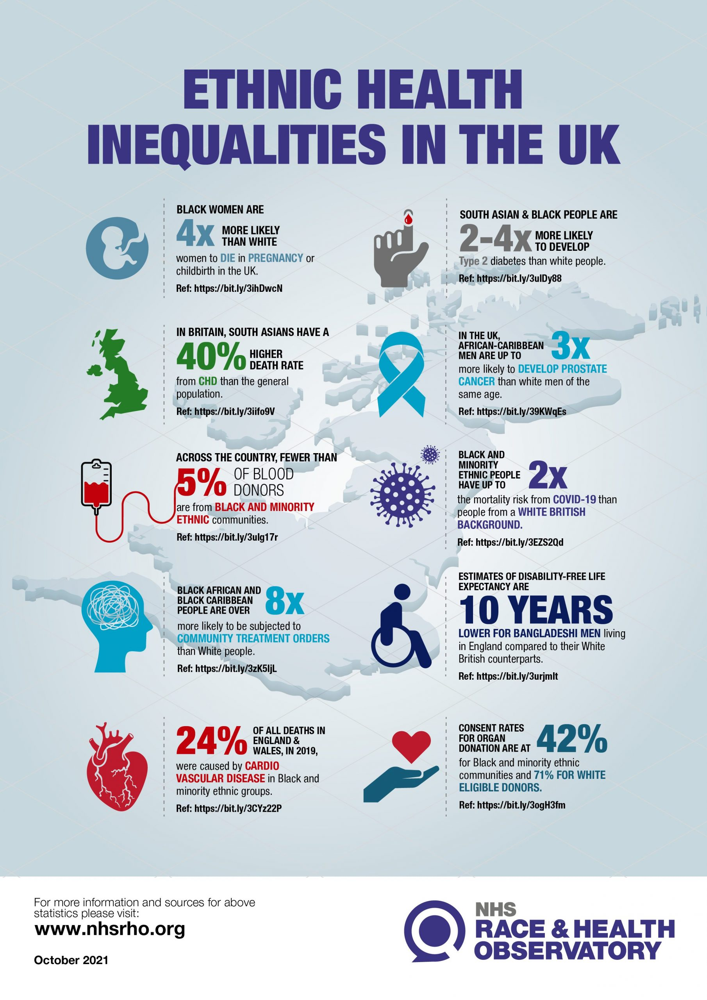 ETHNIC HEALTH
INEQUALITIES IN THE UK
BLACK WOMEN ARE
4x MORE LIKELY
THAN WHITE
women to DIE in PREGNANCY or
childbirth in the UK.
Ref: https://bit.ly/3ihDwcN
SOUTH ASIAN & BLACK PEOPLE ARE
2-4x MORE LIKELY
TO DEVELOP
Type 2 diabetes than white people.
Ref: https://bit.ly/3ulDy88
IN BRITAIN, SOUTH ASIANS HAVE A
40% HIGHER
DEATH RATE
from CHD than the general
population.
Ref: https://bit.ly/3iifo9V
IN THE UK,
AFRICAN-CARIBBEAN
MEN ARE UP TO
3x
more likely to DEVELOP PROSTATE
CANCER than white men of the
same age.
Ref: https://bit.ly/39KWqEs
ACROSS THE COUNTRY, FEWER THAN
5% OF BLOOD
DONORS
are from BLACK AND MINORITY
ETHNIC communities.
Ref: https://bit.ly/3ulg17r
BLACK AND
MINORITY
ETHNIC PEOPLE
HAVE UP TO
2x
the mortality risk from COVID-19 than
people from a WHITE BRITISH
BACKGROUND.
Ref: https://bit.ly/3EZS2Qd
BLACK AFRICAN AND
BLACK CARIBBEAN
PEOPLE ARE OVER
8x
more likely to be subjected to
COMMUNITY TREATMENT ORDERS
than White people.
Ref: https://bit.ly/3zK5ljL
ESTIMATES OF DISABILITY-FREE LIFE
EXPECTANCY ARE
10 YEARS
LOWER FOR BANGLADESHI MEN living
in England compared to their White
British counterparts.
Ref: https://bit.ly/3urjmlt
24% OF ALL DEATHS IN
ENGLAND &
WALES, IN 2019,
were caused by CARDIO
VASCULAR DISEASE in Black and
minority ethnic groups.
Ref: https://bit.ly/3CYz22P
CONSENT RATES
FOR ORGAN
DONATION ARE AT
42%
for Black and minority ethnic
communities and 71% FOR WHITE
ELIGIBLE DONORS.
Ref: https://bit.ly/3ogH3fm
For more information and sources for above
statistics please visit:
www.nhsrho.org
October 2021
NHS
RACE & HEALTH
OBSERVATORY